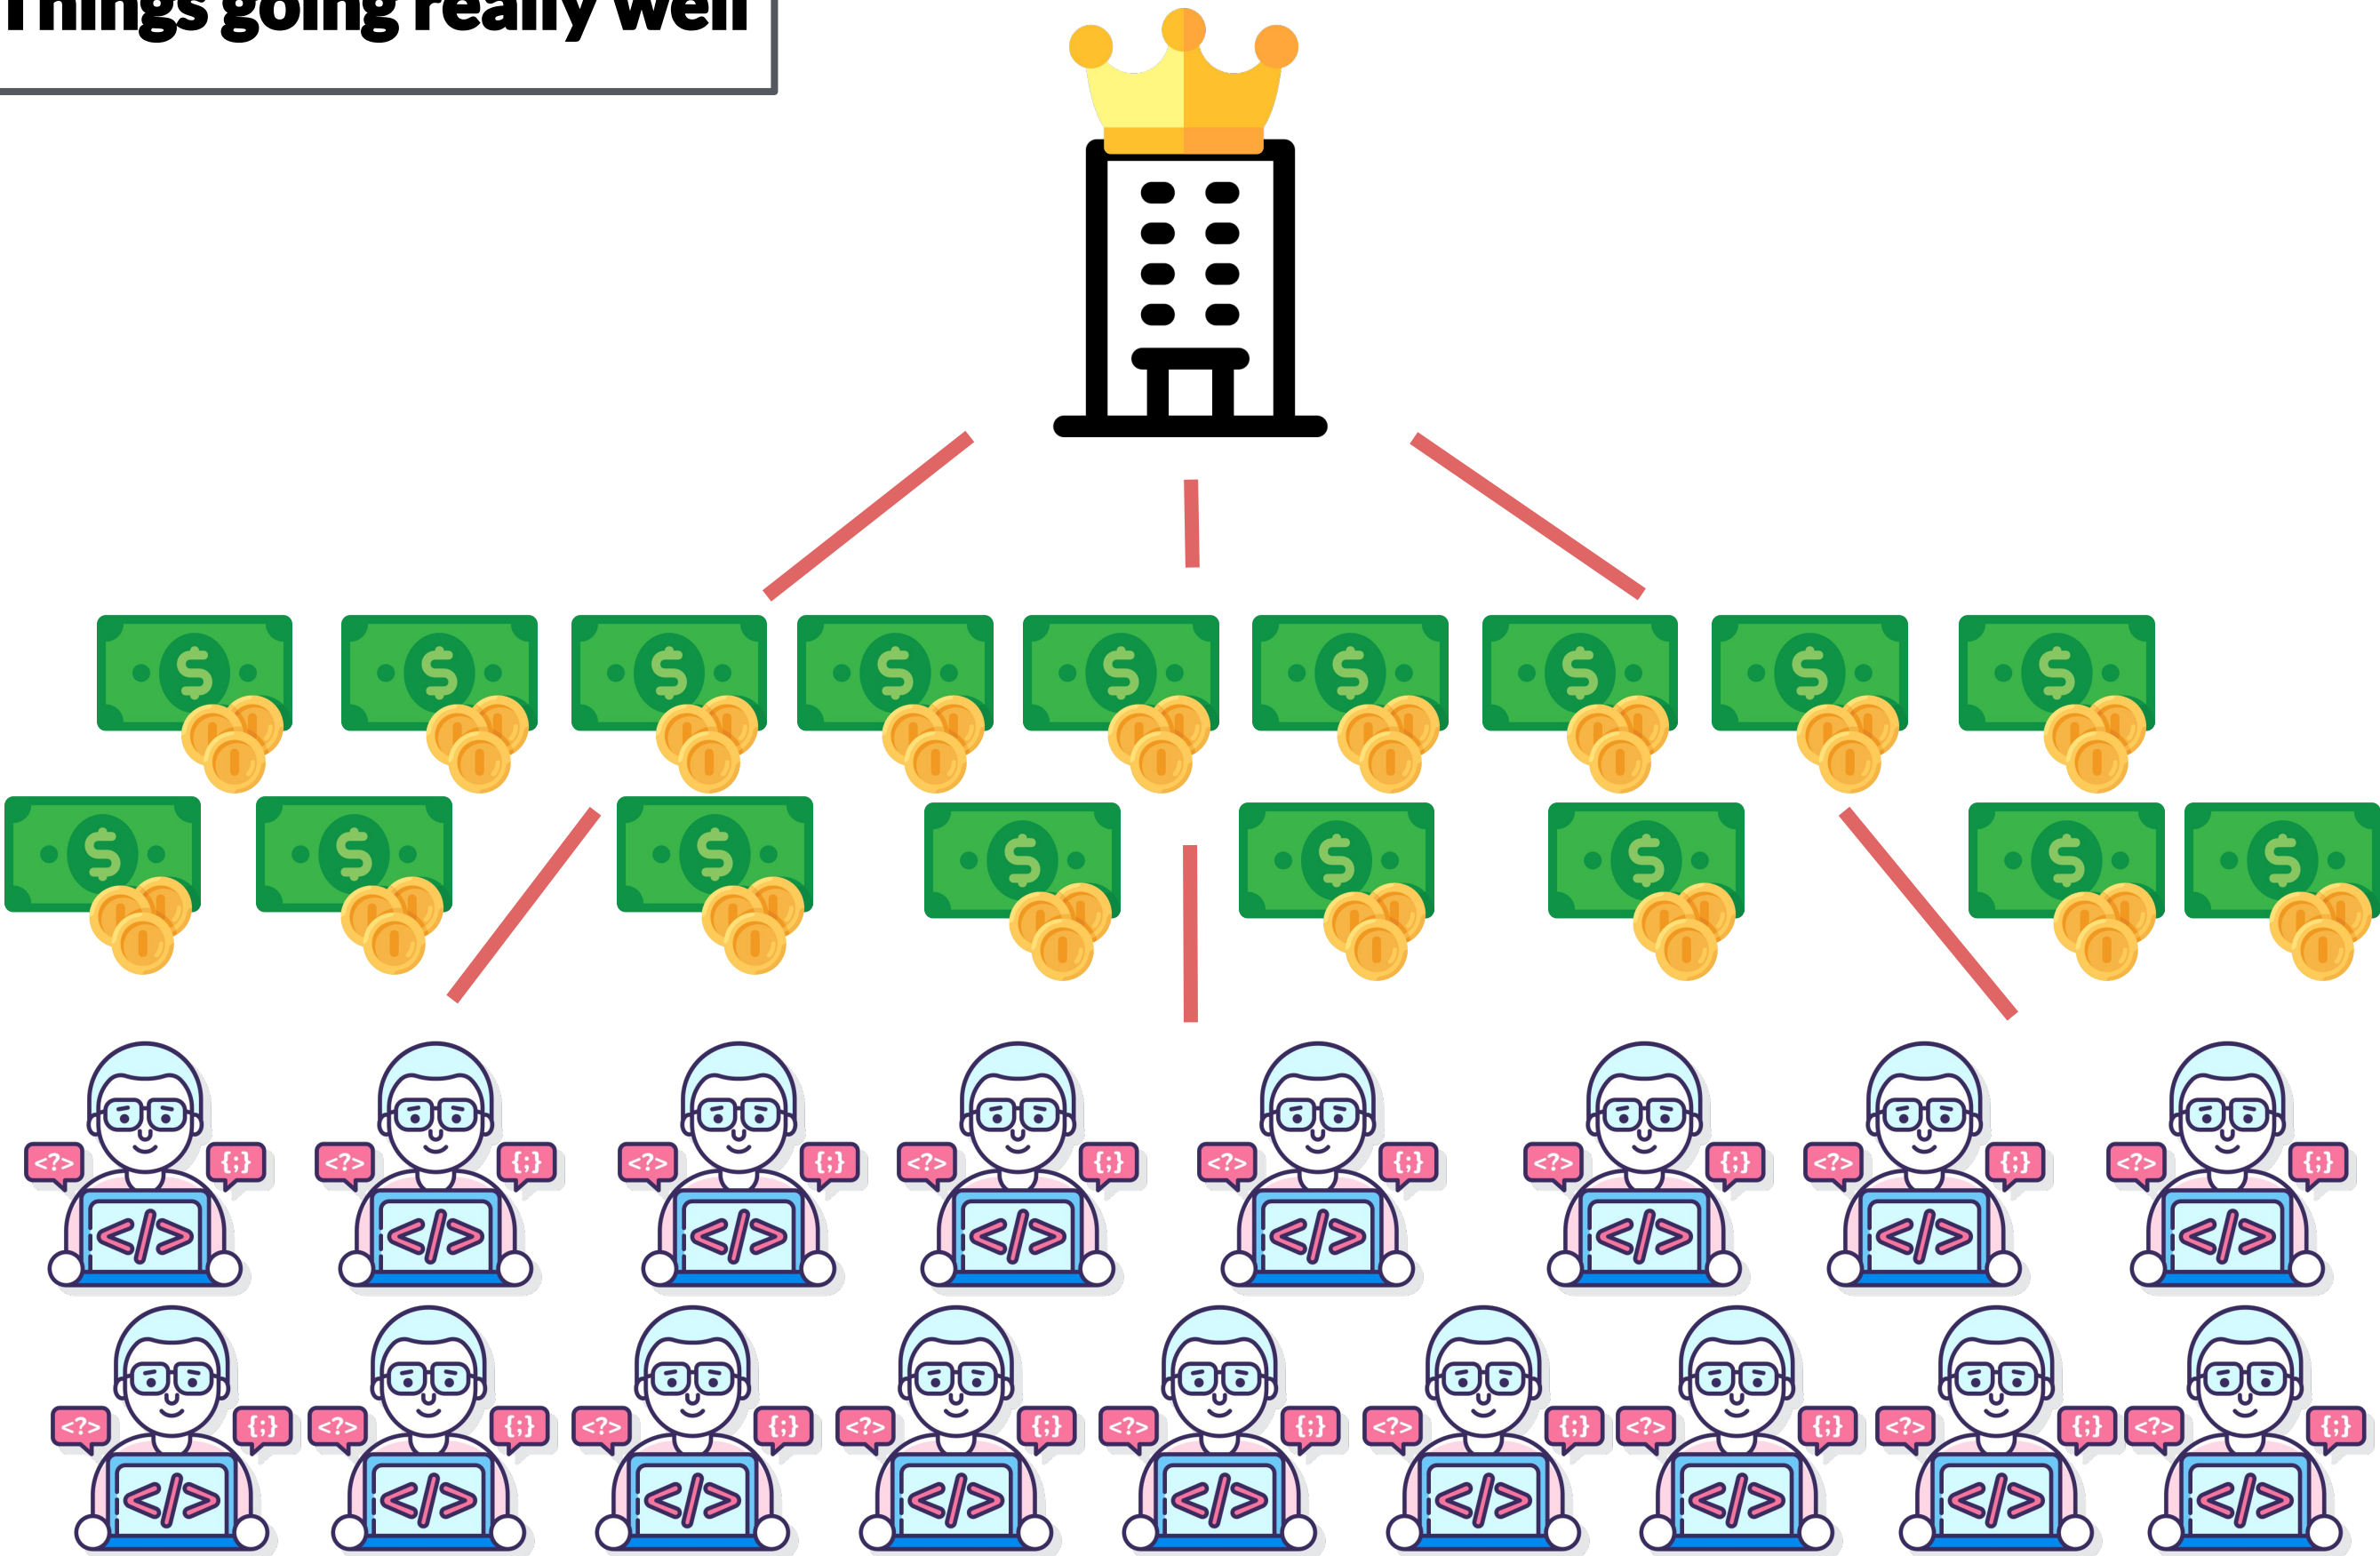 Things going really well
<?> {;} <?> {;} <?> {;} <?> {;} <?> {;} <?> {;} <?> {;} <?> {;}
</> </> </> </> </> </> </> </>
<?> {;} <?> {;} <?> {;} <?> {;} <?> {;} <?> {;} <?> {;} <?> {;} <?> {;}
</> </> </> </> </> </> </> </> </>